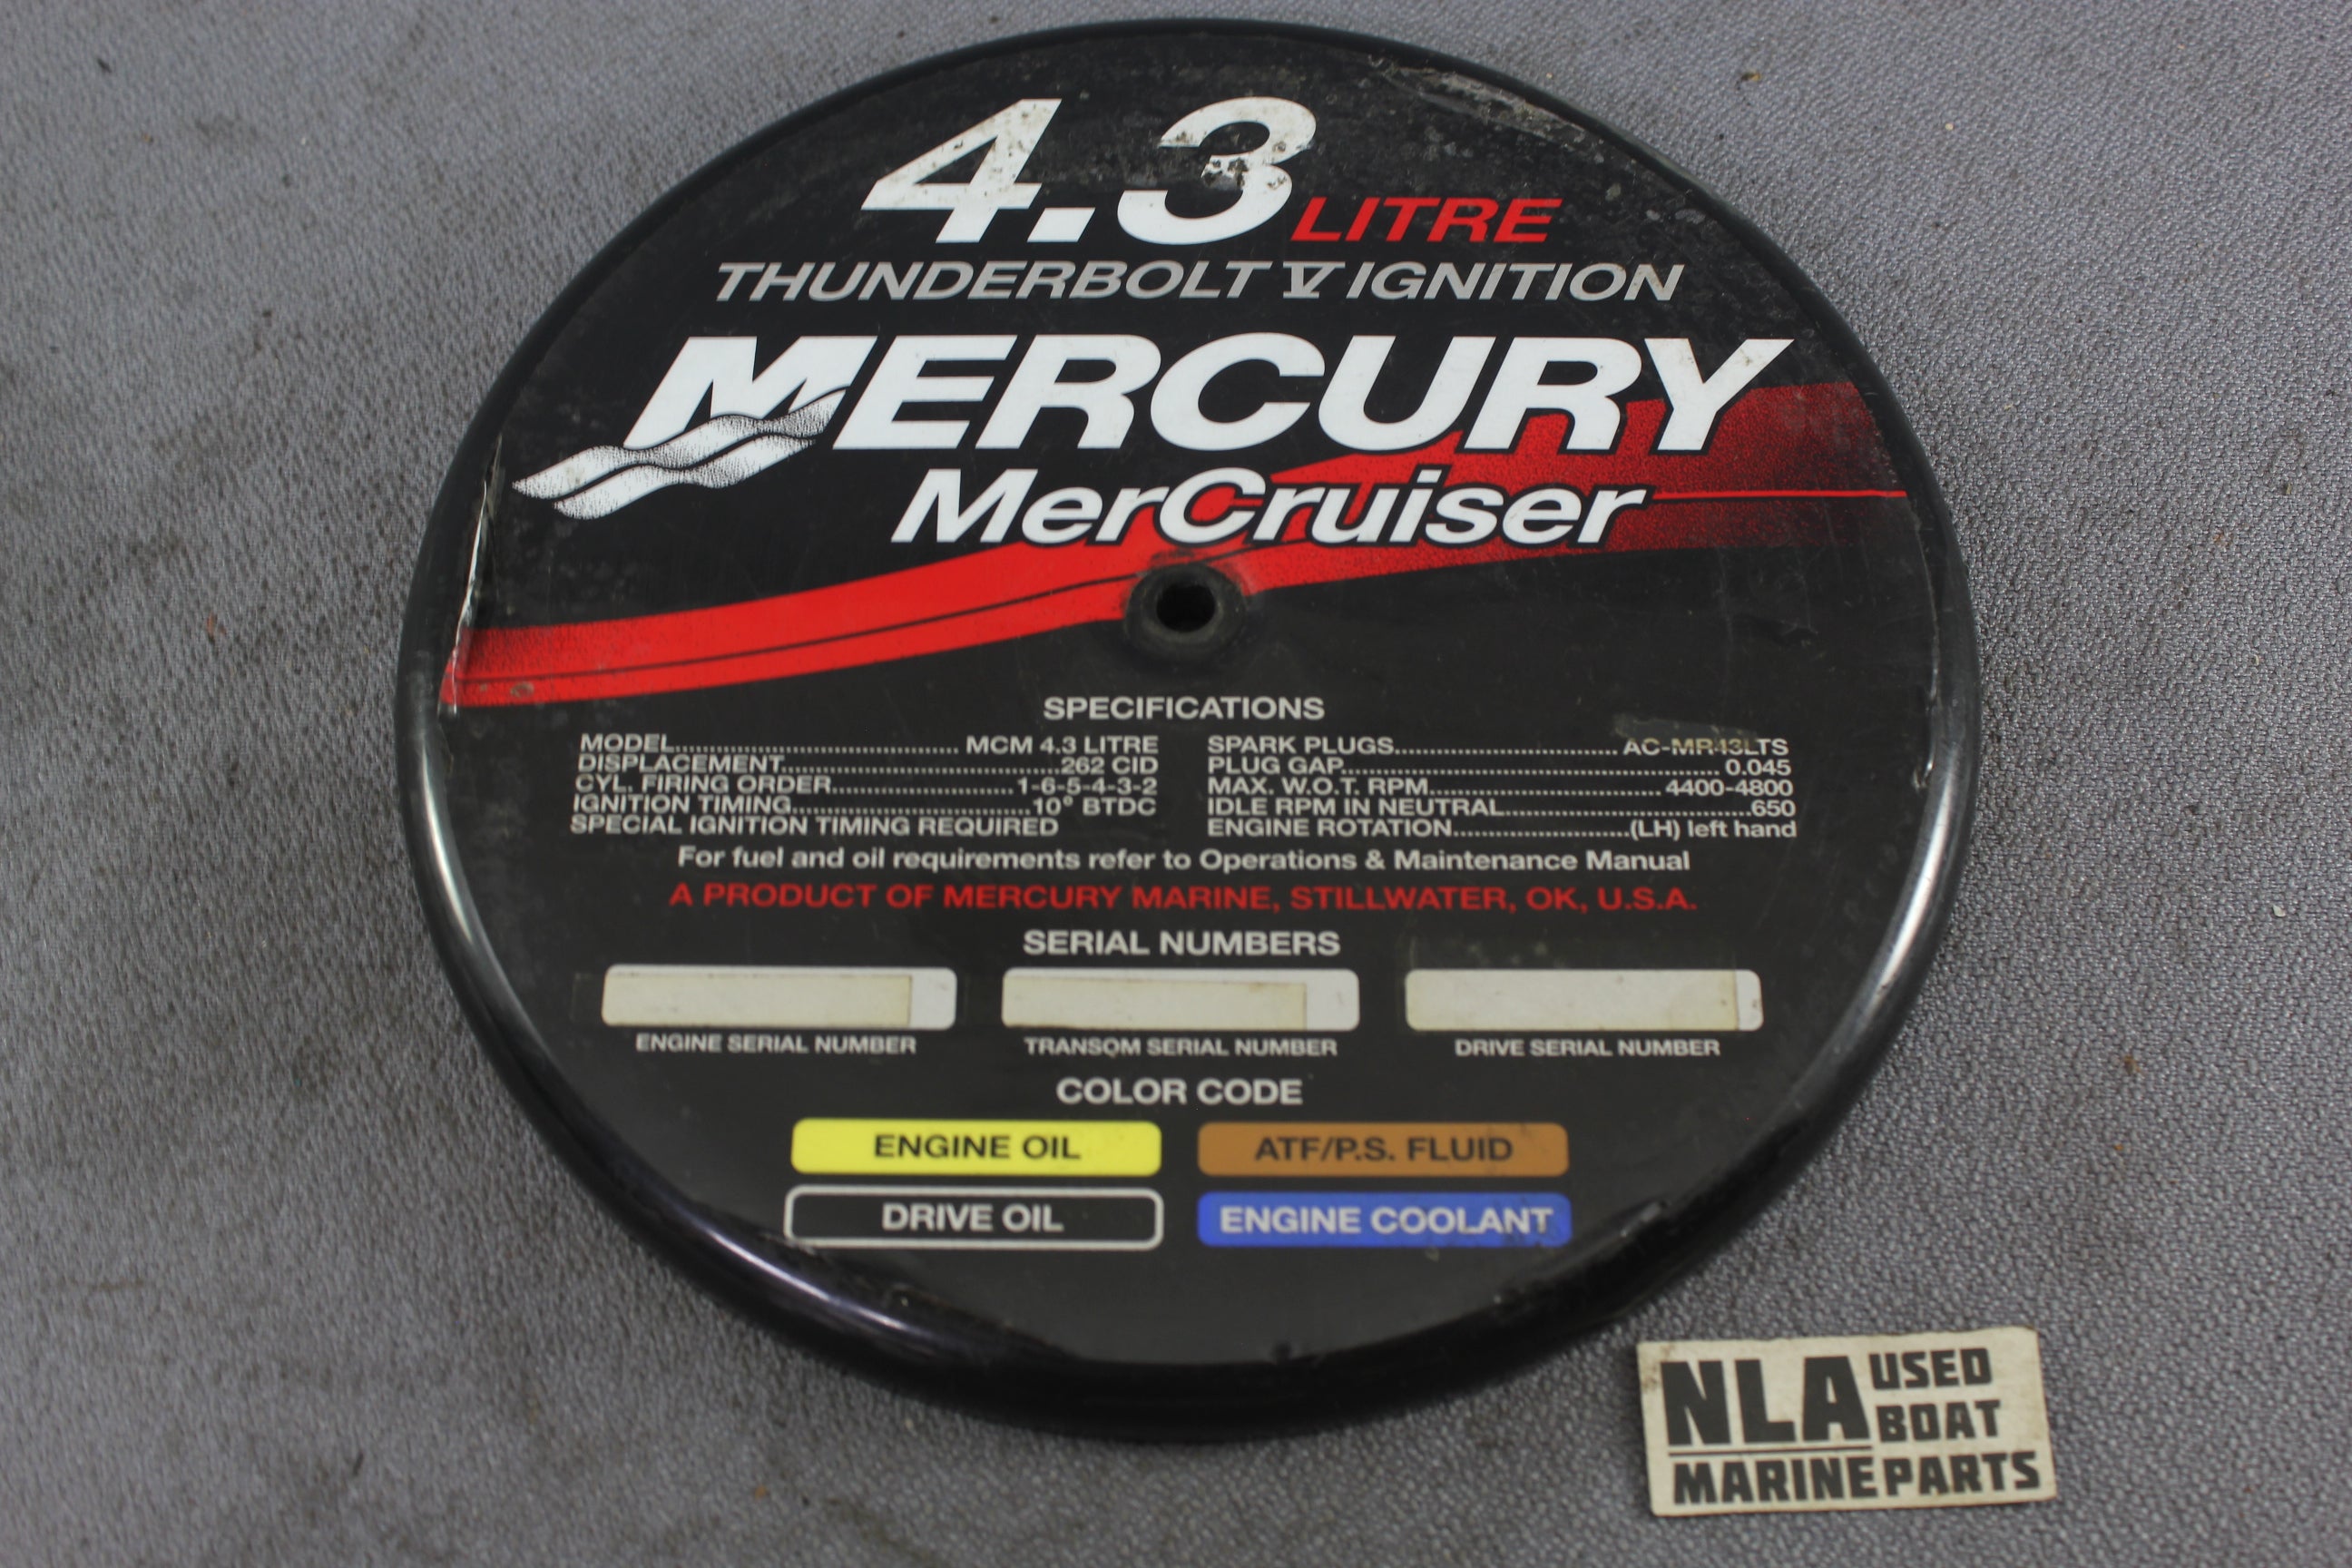 4.3 LITRE
THUNDERBOLT V IGNITION
MERCURY
MerCruiser
SPECIFICATIONS
MODEL.......... MCM 4.3 LITRE
DISPLACEMENT..........262 CID
CYL. FIRING ORDER..........1-6-5-4-3-2
IGNITION TIMING..........10° BTDC
SPECIAL IGNITION TIMING REQUIRED
SPARK PLUGS.......... AC-MR43LTS
PLUG GAP.......... 0.045
MAX. W.O.T. RPM.......... 4400-4800
IDLE RPM IN NEUTRAL..........650
ENGINE ROTATION..........(LH) left hand
For fuel and oil requirements refer to Operations & Maintenance Manual
A PRODUCT OF MERCURY MARINE, STILLWATER, OK, U.S.A.
SERIAL NUMBERS
ENGINE SERIAL NUMBER
TRANSOM SERIAL NUMBER
DRIVE SERIAL NUMBER
COLOR CODE
ENGINE OIL
ATF/P.S. FLUID
DRIVE OIL
ENGINE COOLANT
NLA USED
BOAT
MARINE PARTS